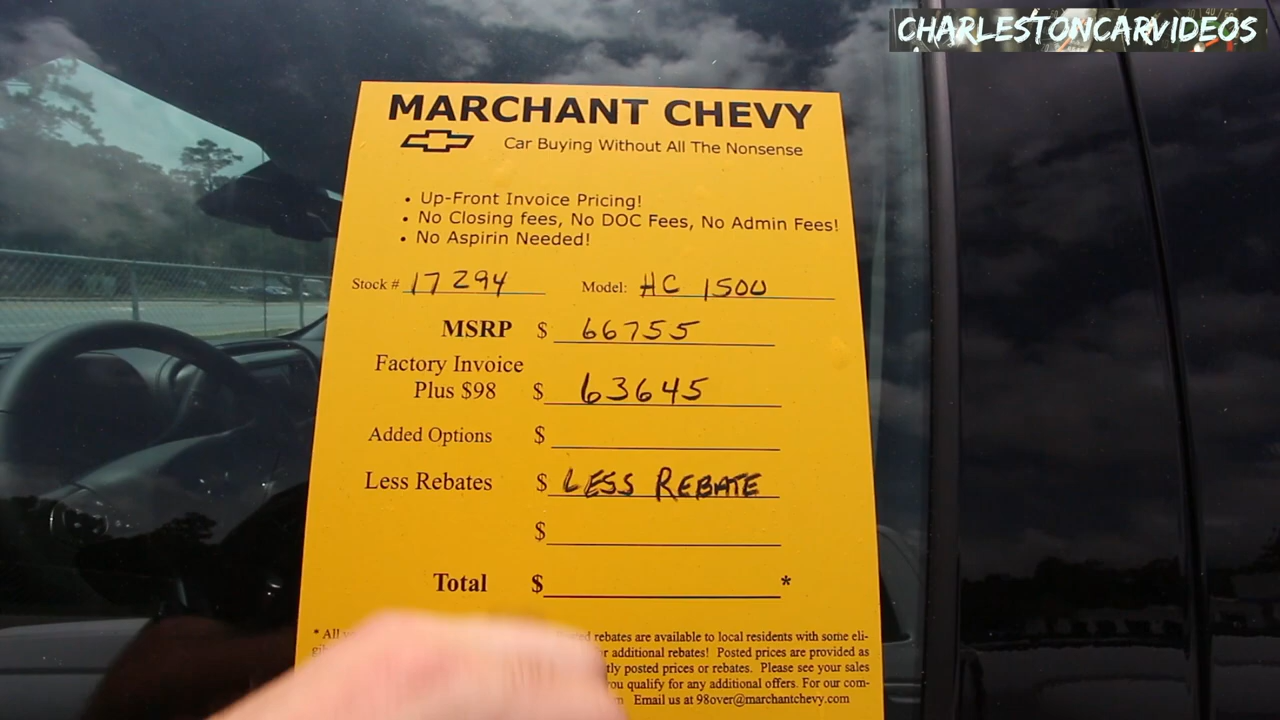 CHARLESTONCARVIDEOS
MARCHANT CHEVY
Car Buying Without All The Nonsense
• Up-Front Invoice Pricing!
• No Closing fees, No DOC Fees, No Admin Fees!
• No Aspirin Needed!
Stock # 17294 Model: HC 1500
MSRP $ 66755
Factory Invoice
Plus $98 $ 63645
Added Options $
Less Rebates $ LESS REBATE
$
Total $ *
* All rebates are available to local residents with some eli-
additional rebates! Posted prices are provided as
posted prices or rebates. Please see your sales
you qualify for any additional offers. For our com-
Email us at 98over@marchantchevy.com